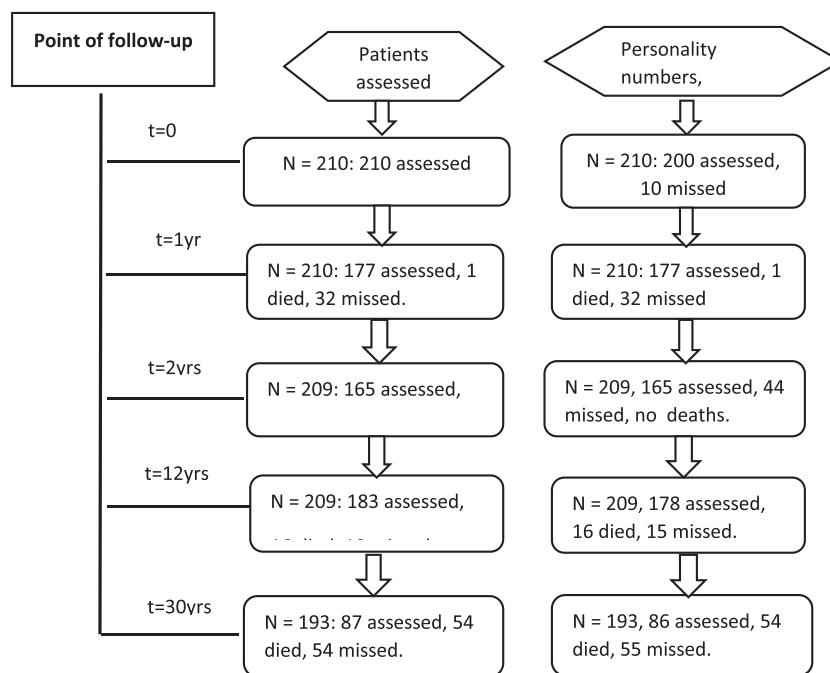 Point of follow-up
Patients
assessed
Personality
numbers,
t=0
N = 210: 210 assessed
N = 210: 200 assessed,
10 missed
t=1yr
N = 210: 177 assessed, 1
died, 32 missed.
N = 210: 177 assessed, 1
died, 32 missed
t=2yrs
N = 209: 165 assessed,
N = 209, 165 assessed, 44
missed, no deaths.
t=12yrs
N = 209: 183 assessed,
N = 209, 178 assessed,
16 died, 15 missed.
t=30yrs
N = 193: 87 assessed, 54
died, 54 missed.
N = 193, 86 assessed, 54
died, 55 missed.